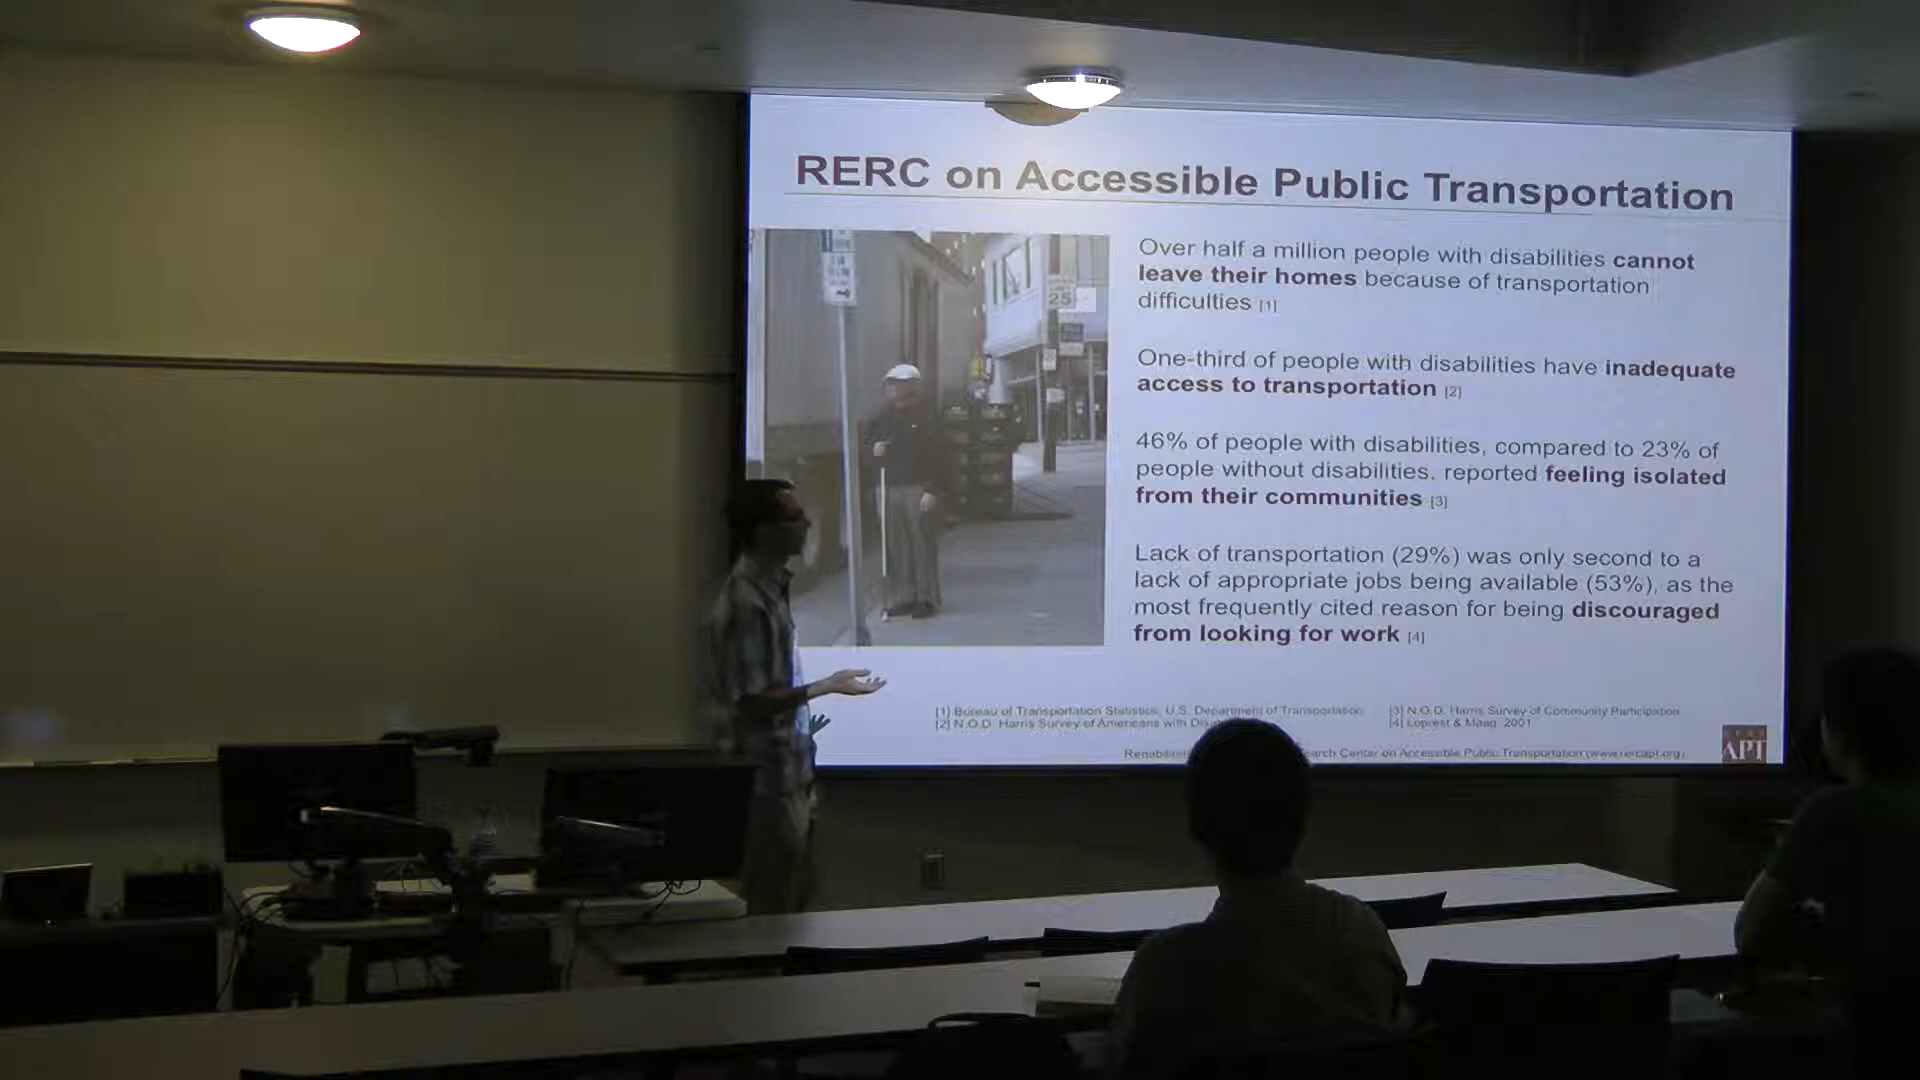 RERC on Accessible Public Transportation
25
Over half a million people with disabilities cannot
leave their homes because of transportation
difficulties [1]
One-third of people with disabilities have inadequate
access to transportation [2]
46% of people with disabilities, compared to 23% of
people without disabilities, reported feeling isolated
from their communities [3]
Lack of transportation (29%) was only second to a
lack of appropriate jobs being available (53%), as the
most frequently cited reason for being discouraged
from looking for work [4]
[1] Bureau of Transportation Statistics, U.S. Department of Transportation
[2] N.O.D. Harris Survey of Americans with
[3] N.O.D. Harris Survey of Community Participation
[4] Loprest & Maag, 2001
Center on Accessible Public Transportation (www.rercapt.org)
APT